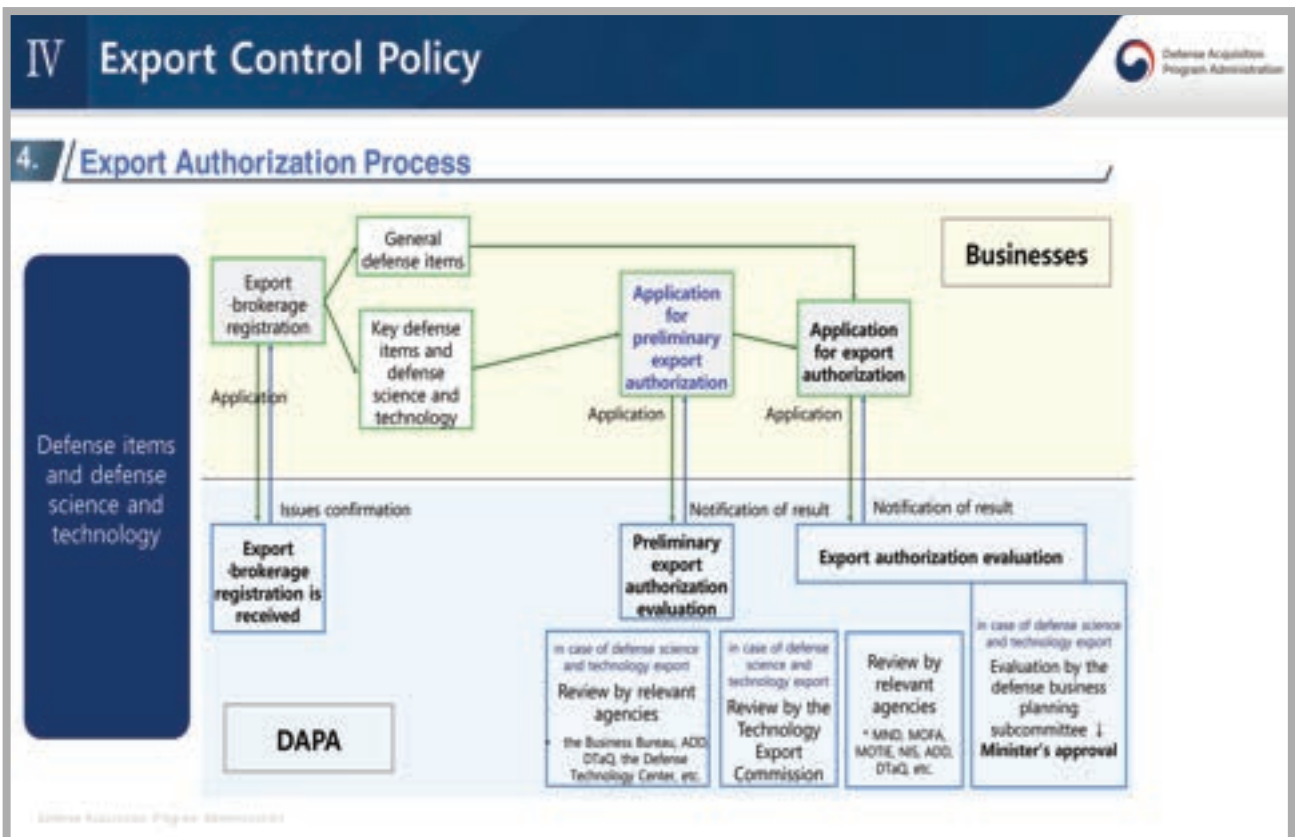 IV Export Control Policy
Defense Acquisition
Program Administration
4. Export Authorization Process
Businesses
General
defense items
Export
-brokerage
registration
Key defense
items and
defense
science and
technology
Application
for
preliminary
export
authorization
Application
for export
authorization
Application
Application
Application
Defense items
and defense
science and
technology
Issues confirmation
Notification of result
Notification of result
Export
-brokerage
registration is
received
Preliminary
export
authorization
evaluation
Export authorization evaluation
in case of defense science
and technology export
Review by relevant
agencies
• the Business Bureau, ADD,
DTaQ, the Defense
Technology Center, etc.
in case of defense
science and
technology export
Review by the
Technology
Export
Commission
Review by
relevant
agencies
* MND, MOFA,
MOTIE, NIS, ADD,
DTaQ, etc.
in case of defense science
and technology export
Evaluation by the
defense business
planning
subcommittee ↓
Minister's approval
DAPA
Defense Acquisition Program Administration